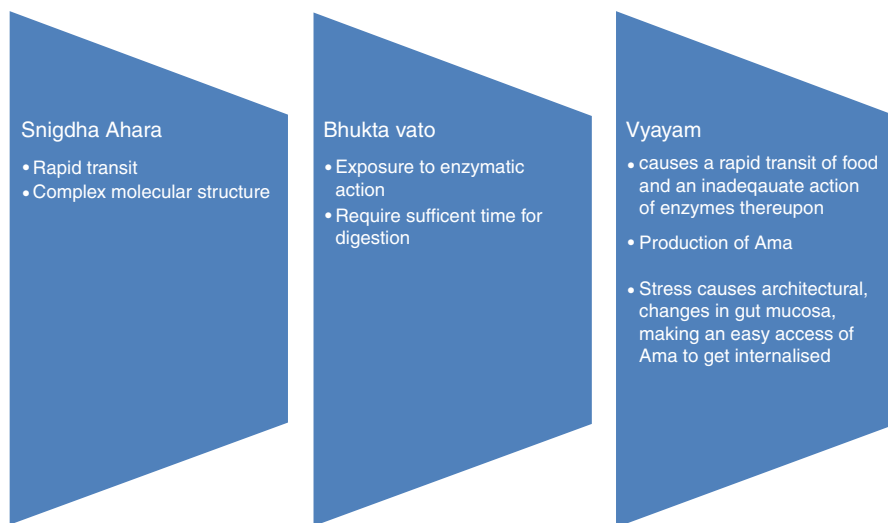 Snigdha Ahara
• Rapid transit
• Complex molecular structure
Bhukta vato
• Exposure to enzymatic
action
• Require sufficent time for
digestion
Vyayam
• causes a rapid transit of food
and an inadeqauate action
of enzymes thereupon
• Production of Ama
• Stress causes architectural,
changes in gut mucosa,
making an easy access of
Ama to get internalised